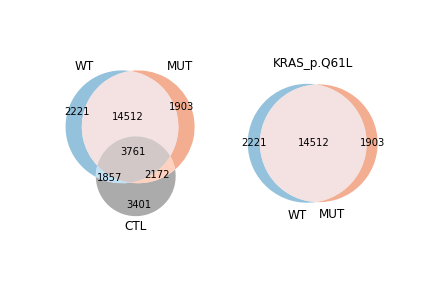 WT MUT
2221 14512 1903
3761
1857 2172
3401
CTL
KRAS_p.Q61L
2221 14512 1903
WT MUT